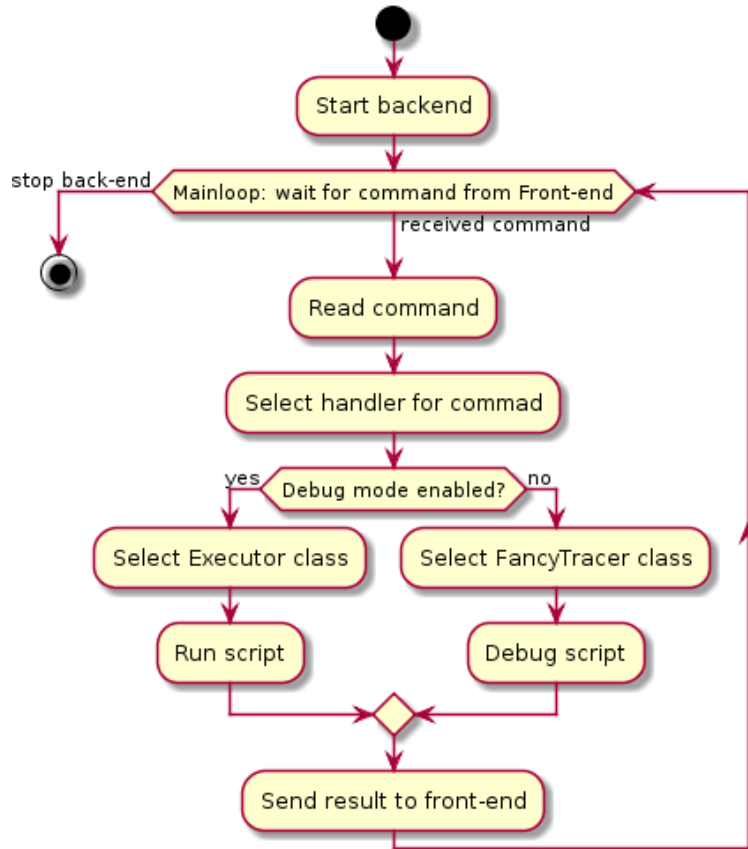 Start backend
stop back-end
Mainloop: wait for command from Front-end
received command
Read command
Select handler for commad
yes
Debug mode enabled?
no
Select Executor class
Select FancyTracer class
Run script
Debug script
Send result to front-end